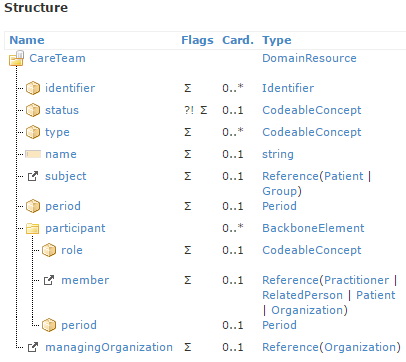 Structure
Name Flags Card. Type
CareTeam DomainResource
identifier Σ 0..* Identifier
status ?! Σ 0..1 CodeableConcept
type Σ 0..* CodeableConcept
name Σ 0..1 string
subject Σ 0..1 Reference(Patient |
Group)
period Σ 0..1 Period
participant 0..* BackboneElement
role Σ 0..1 CodeableConcept
member Σ 0..1 Reference(Practitioner |
RelatedPerson | Patient
| Organization)
period 0..1 Period
managingOrganization Σ 0..* Reference(Organization)